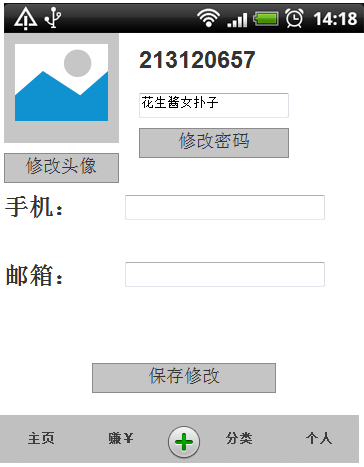 14:18
213120657
花生酱女扑子
修改密码
修改头像
手机：
邮箱：
保存修改
主页 赚￥ 分类 个人